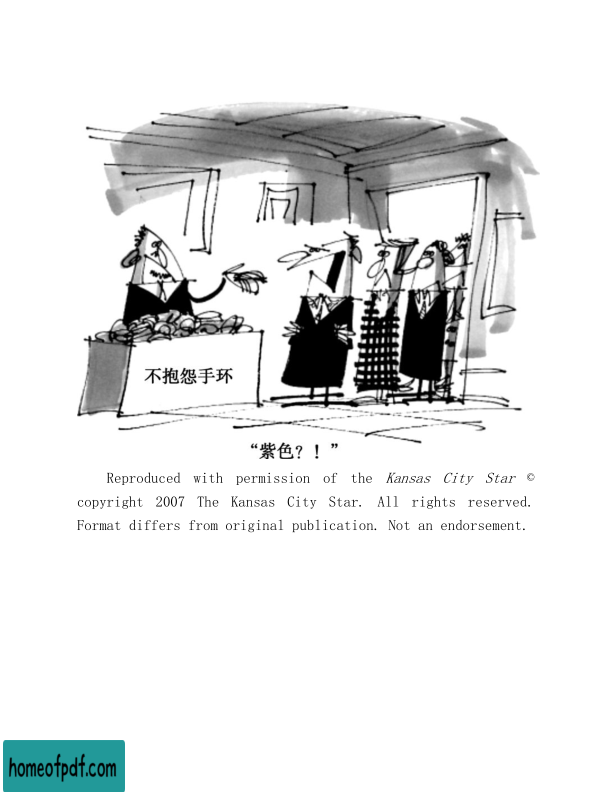 不抱怨手环
“紫色？！”
Reproduced with permission of the Kansas City Star ©
copyright 2007 The Kansas City Star. All rights reserved.
Format differs from original publication. Not an endorsement.
homeofpdf.com